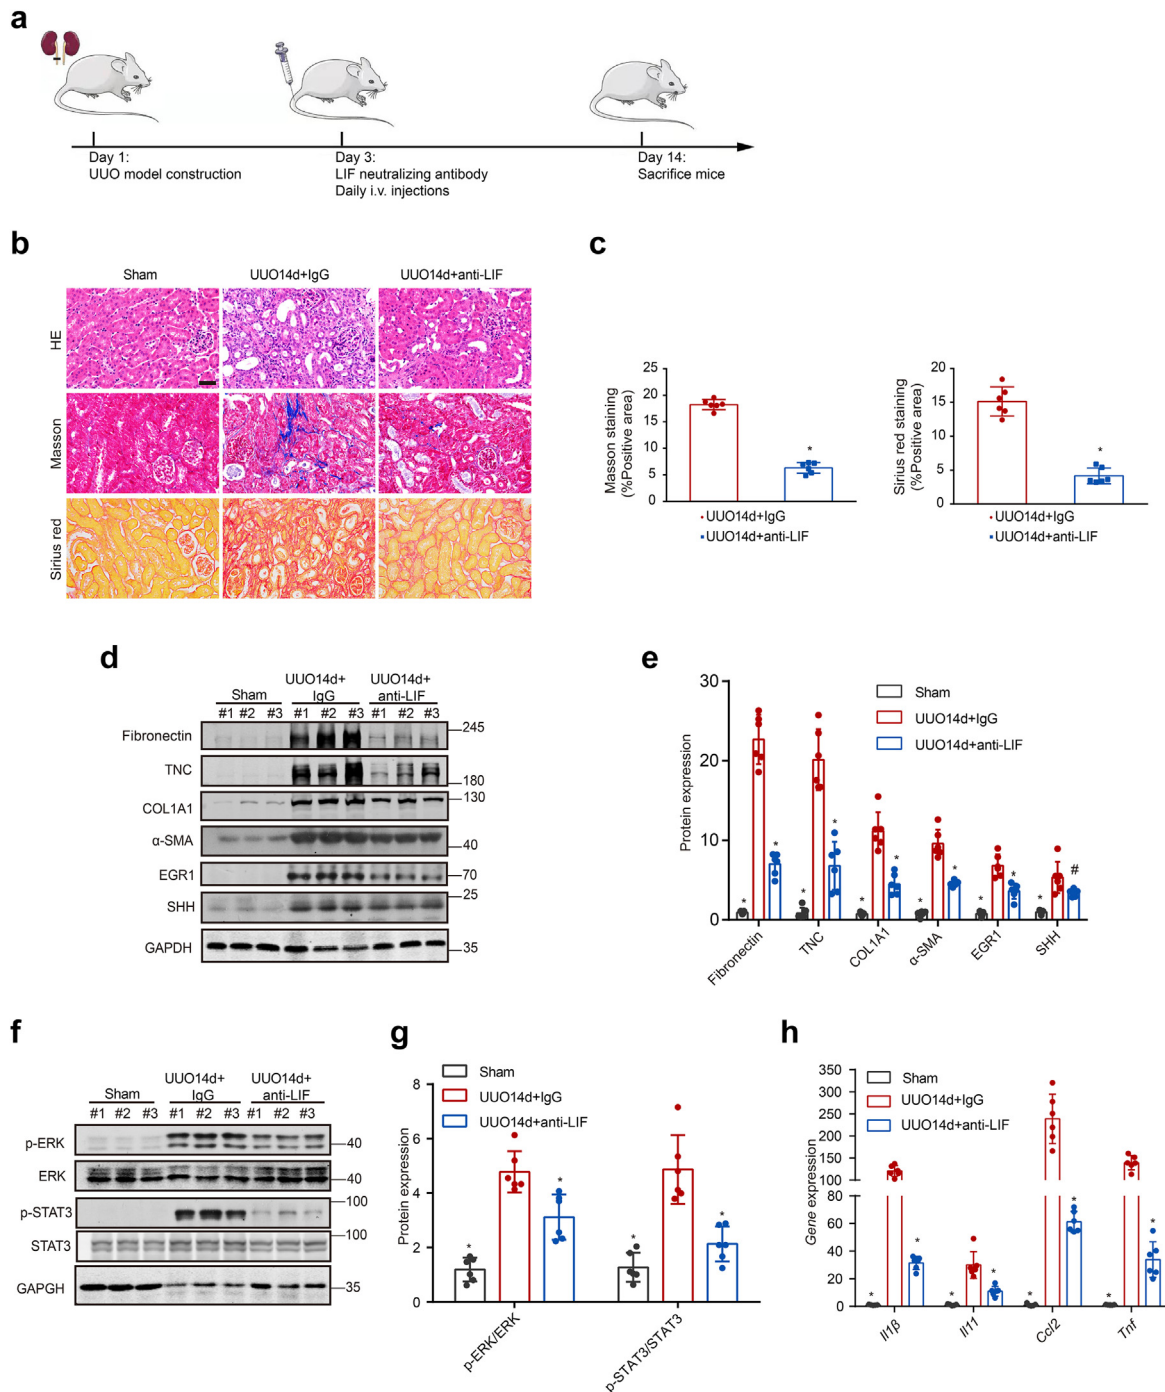 a
Day 1:
UUO model construction
Day 3:
LIF neutralizing antibody
Daily i.v. injections
Day 14:
Sacrifice mice
b
Sham
UUO14d+IgG
UUO14d+anti-LIF
HE
Masson
Sirius red
c
Masson staining
(%Positive area)
25
20
15
10
5
0
*
UUO14d+IgG
UUO14d+anti-LIF
Sirius red staining
(%Positive area)
20
15
10
5
0
*
UUO14d+IgG
UUO14d+anti-LIF
d
Sham
UUO14d+
IgG
UUO14d+
anti-LIF
#1 #2 #3 #1 #2 #3 #1 #2 #3
Fibronectin
245
TNC
180
COL1A1
130
α-SMA
40
EGR1
70
SHH
25
GAPDH
35
e
Protein expression
30
20
10
0
Sham
UUO14d+IgG
UUO14d+anti-LIF
* * * * * * * * * * * #
Fibronectin
TNC
COL1A1
α-SMA
EGR1
SHH
f
Sham
UUO14d+
IgG
UUO14d+
anti-LIF
#1 #2 #3 #1 #2 #3 #1 #2 #3
p-ERK
40
ERK
40
p-STAT3
100
STAT3
100
GAPGH
35
g
Protein expression
8
6
4
2
0
Sham
UUO14d+IgG
UUO14d+anti-LIF
* * * *
p-ERK/ERK
p-STAT3/STAT3
h
Gene expression
350
300
250
200
150
100
80
60
40
20
0
Sham
UUO14d+IgG
UUO14d+anti-LIF
* * * * * * * *
Il1β
Il11
Ccl2
Tnf